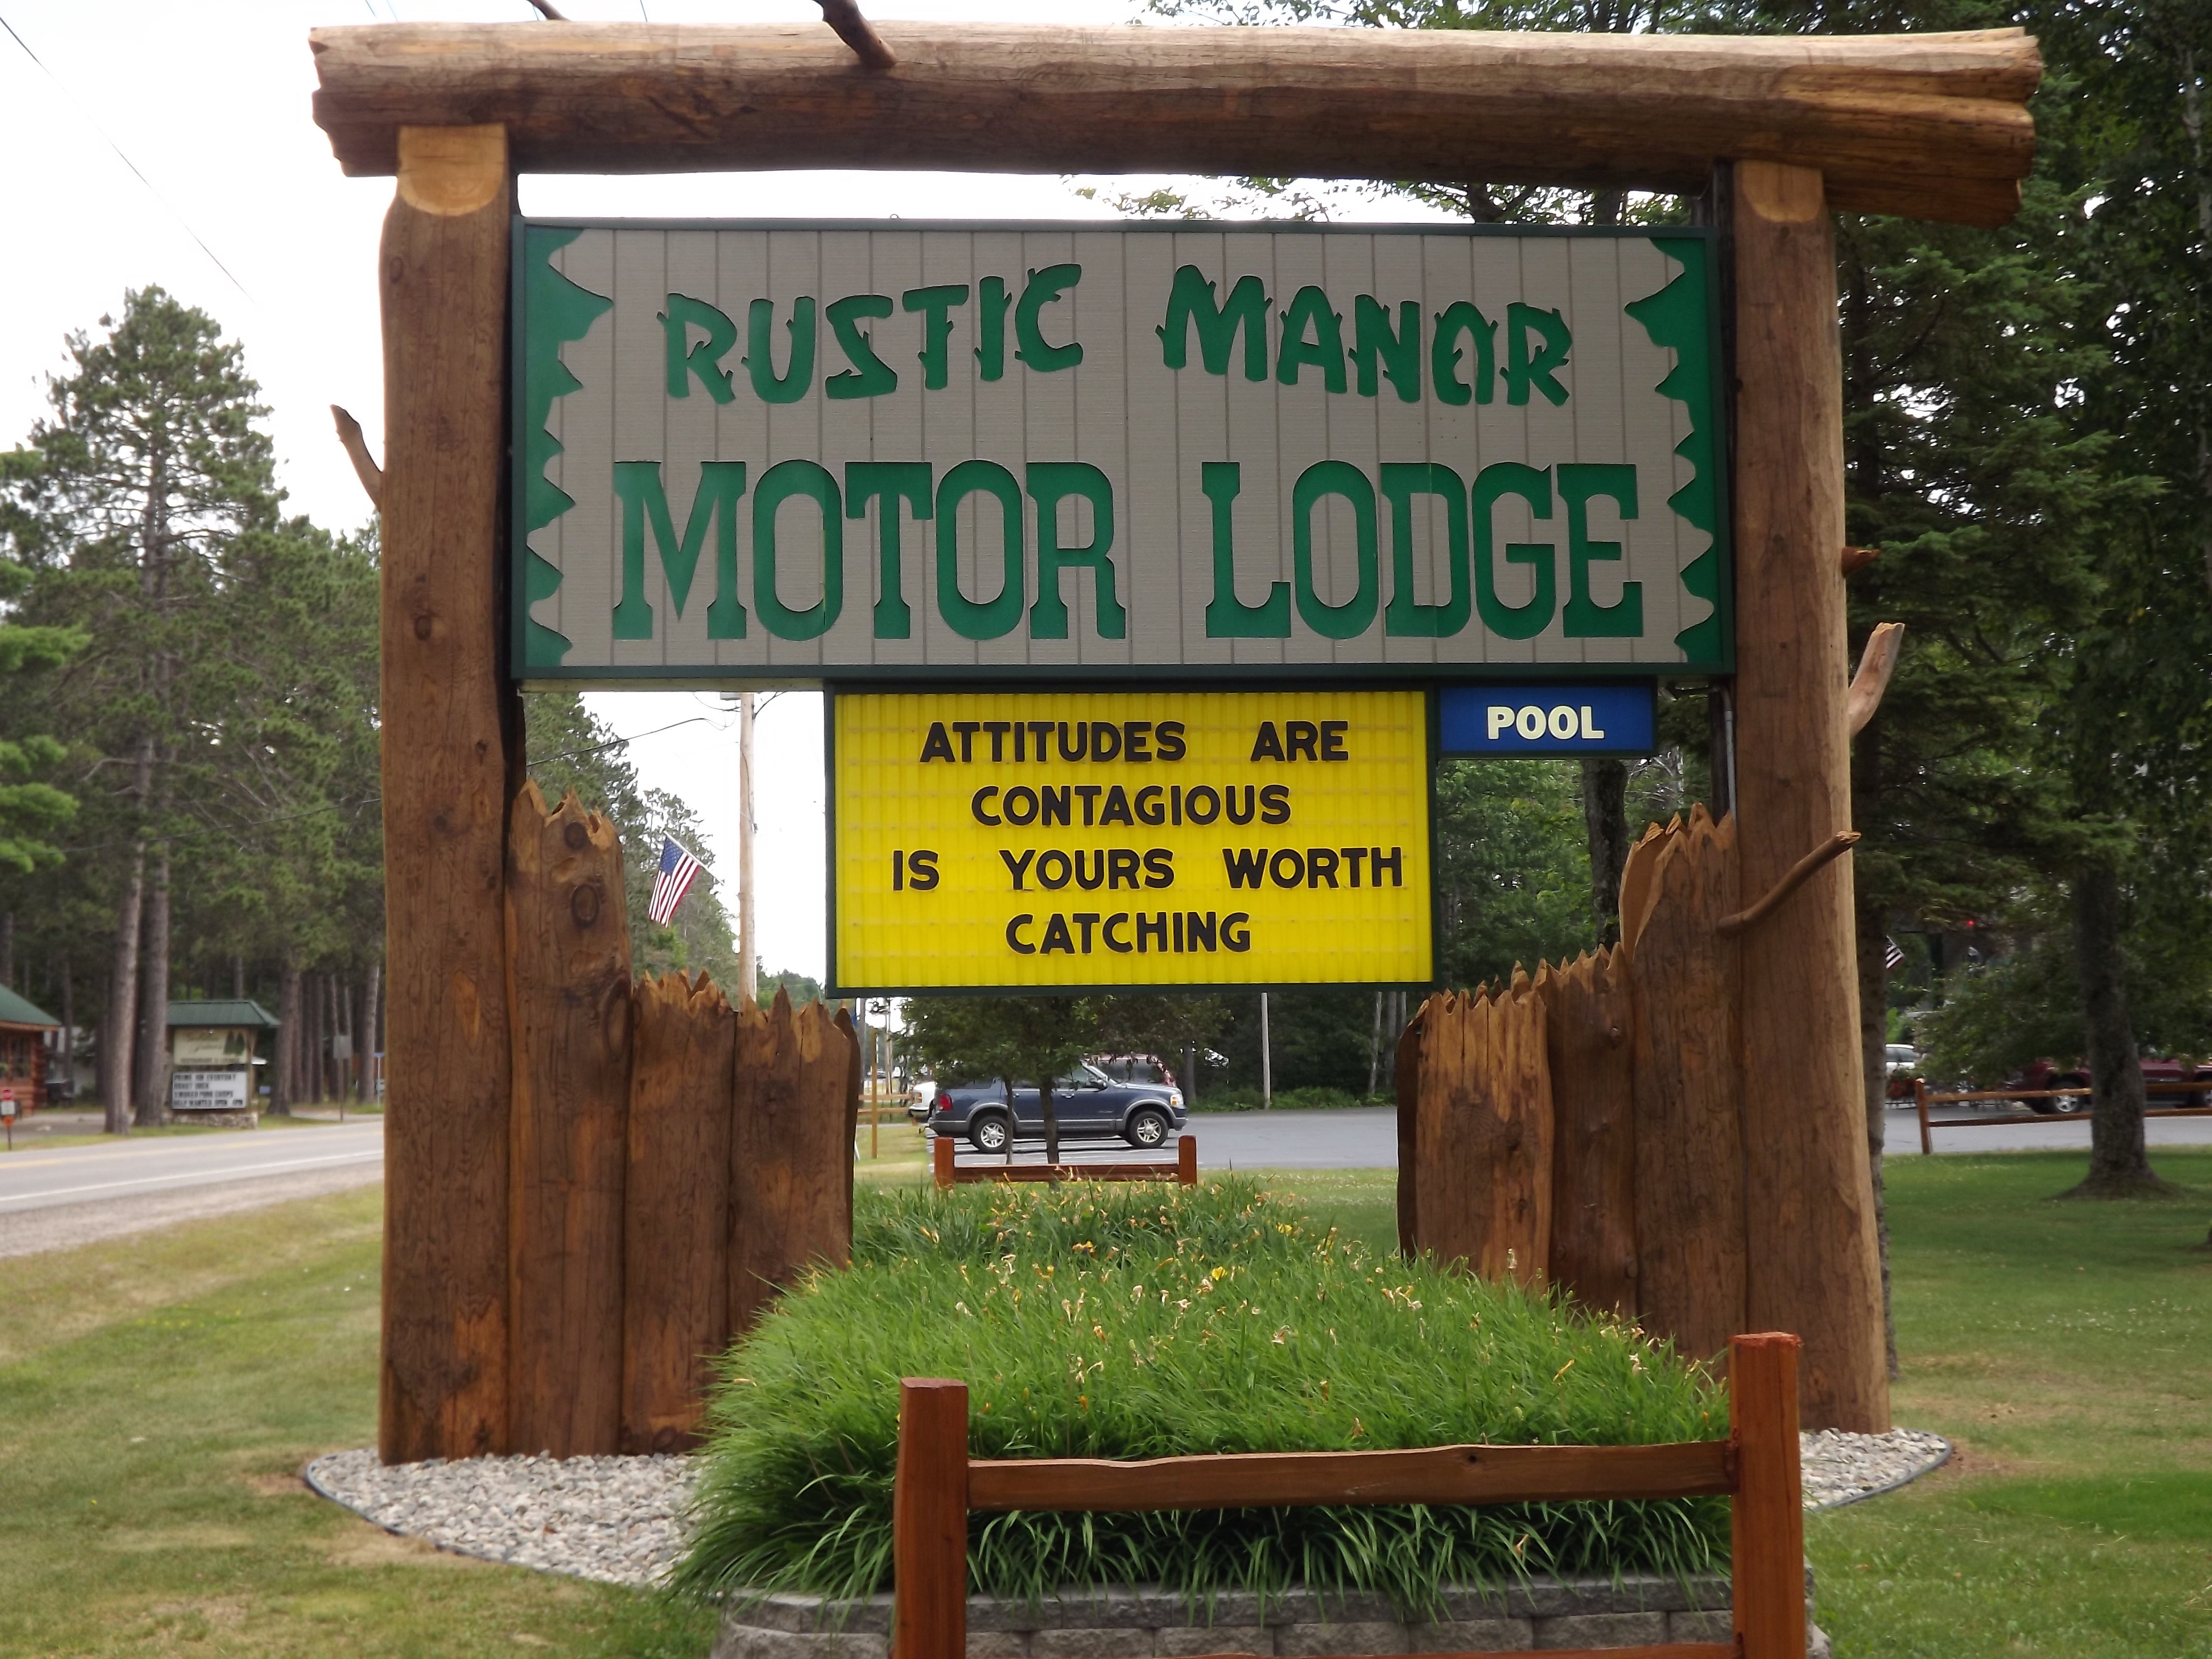 RUSTIC MANOR
MOTOR LODGE
POOL
ATTITUDES ARE
CONTAGIOUS
IS YOURS WORTH
CATCHING